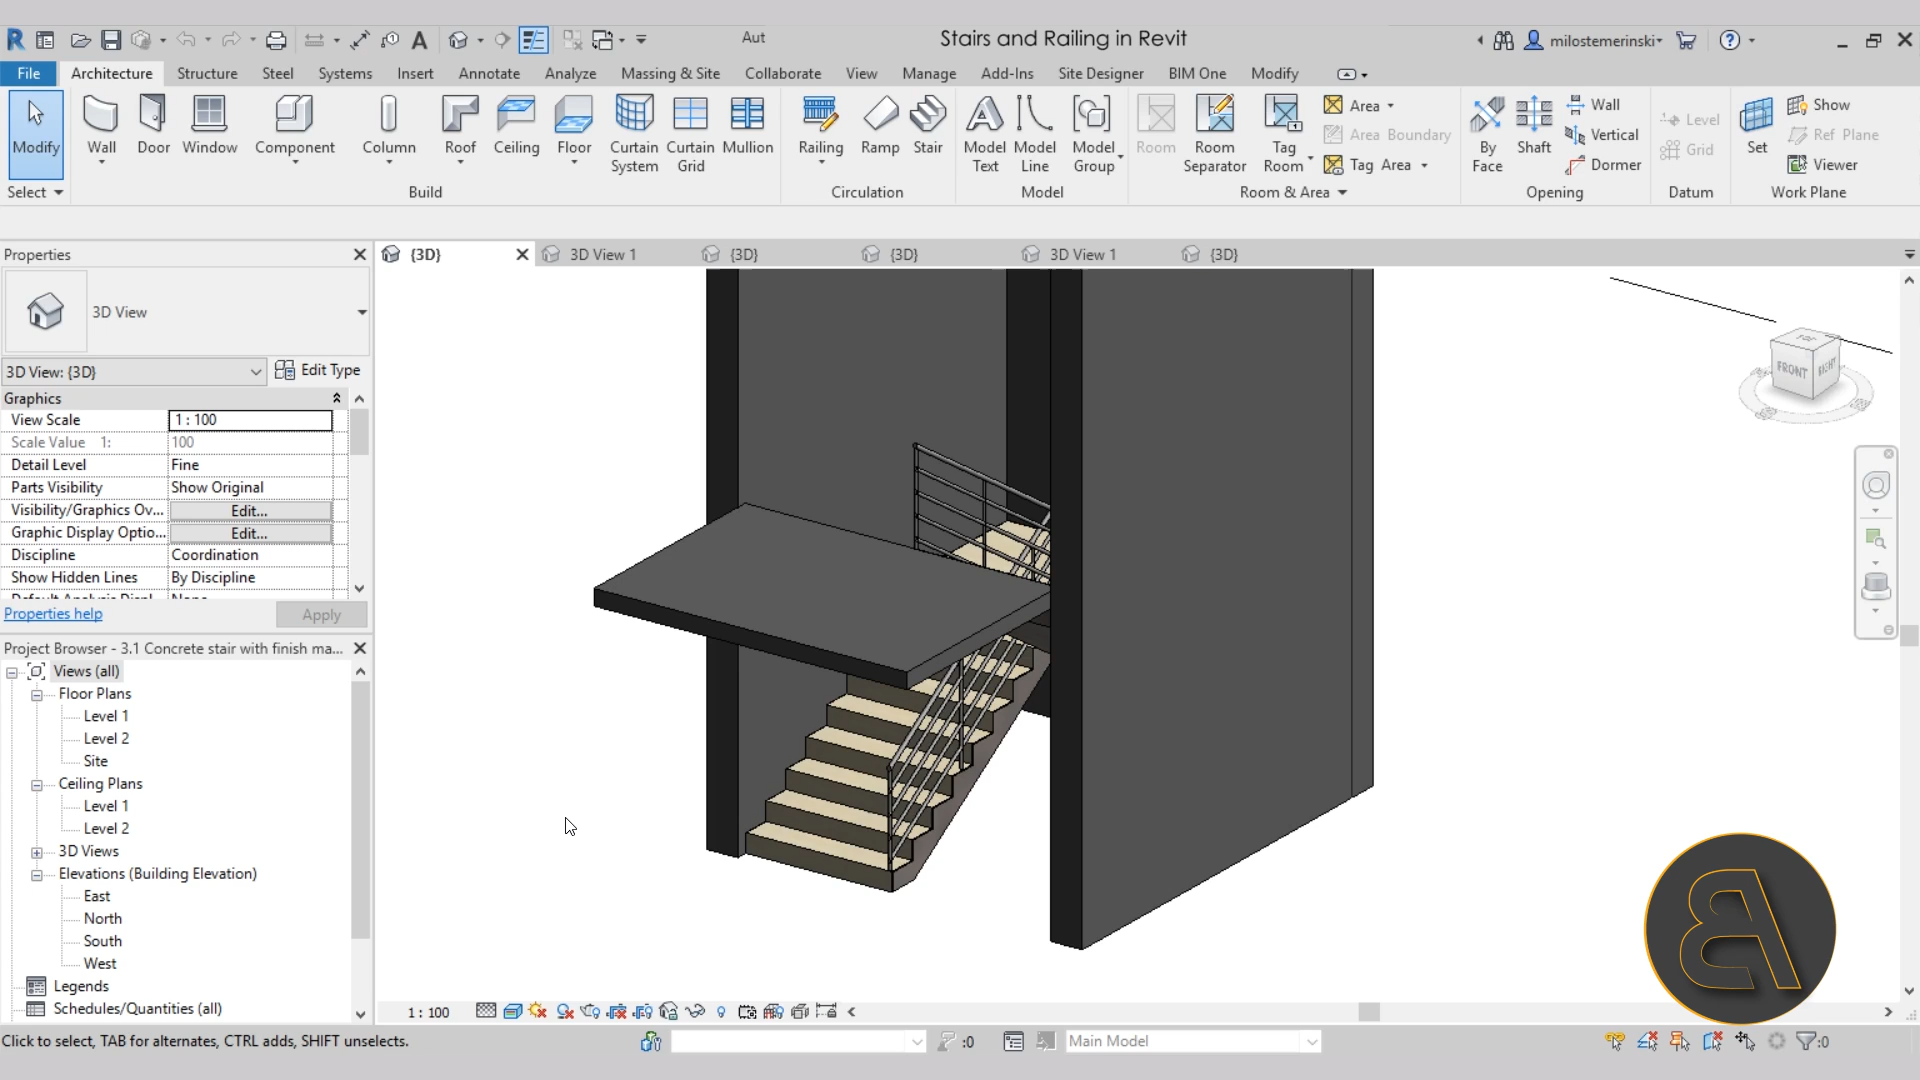 Aut
Stairs and Railing in Revit
milostemerinski
File Architecture Structure Steel Systems Insert Annotate Analyze Massing & Site Collaborate View Manage Add-Ins Site Designer BIM One Modify
Modify
Wall
Door
Window
Component
Column
Roof
Ceiling
Floor
Curtain System
Curtain Grid
Mullion
Railing
Ramp
Stair
Model Text
Model Line
Model Group
Room
Room Separator
Tag Room
Area
Area Boundary
Tag Area
By Face
Shaft
Wall
Vertical
Dormer
Level
Grid
Set
Show
Ref Plane
Viewer
Select Build Circulation Model Room & Area Opening Datum Work Plane
Properties
{3D} 3D View 1 {3D} {3D} 3D View 1 {3D}
3D View
3D View: {3D} Edit Type
Graphics
View Scale 1 : 100
Scale Value 1: 100
Detail Level Fine
Parts Visibility Show Original
Visibility/Graphics Ov... Edit...
Graphic Display Optio... Edit...
Discipline Coordination
Show Hidden Lines By Discipline
Properties help Apply
Project Browser - 3.1 Concrete stair with finish ma...
Views (all)
Floor Plans
Level 1
Level 2
Site
Ceiling Plans
Level 1
Level 2
3D Views
Elevations (Building Elevation)
East
North
South
West
Legends
Schedules/Quantities (all)
TOP
FRONT
RIGHT
1 : 100
Click to select, TAB for alternates, CTRL adds, SHIFT unselects.
:0
Main Model
:0